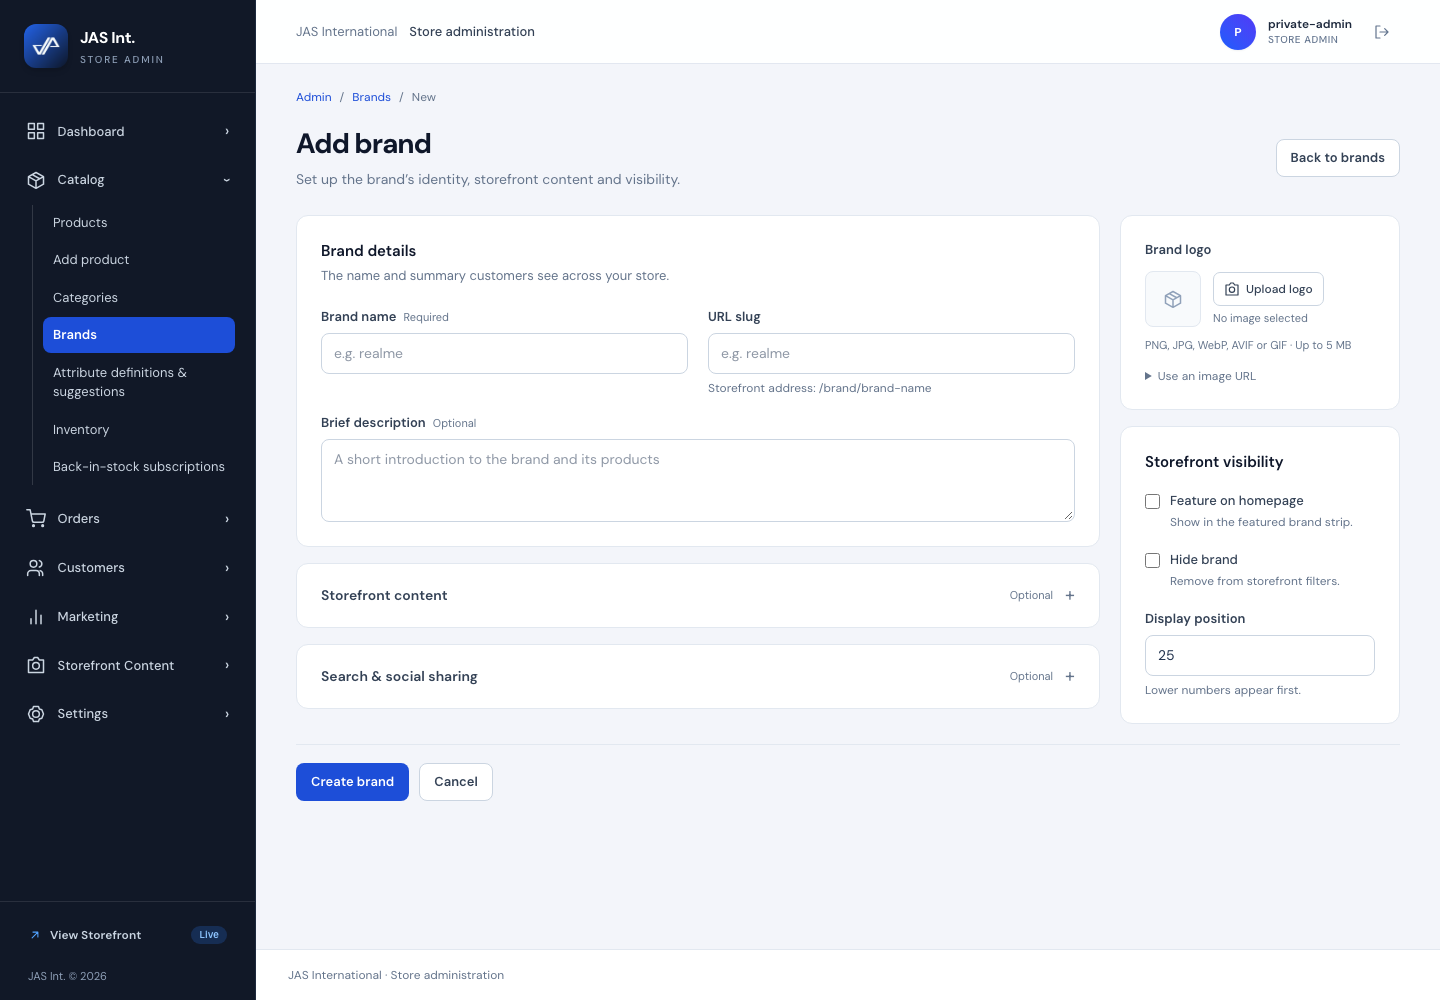 JAS Int.
STORE ADMIN
Dashboard
Catalog
Products
Add product
Categories
Brands
Attribute definitions &
suggestions
Inventory
Back-in-stock subscriptions
Orders
Customers
Marketing
Storefront Content
Settings
View Storefront
Live
JAS Int. © 2026
JAS International Store administration
P
private-admin
STORE ADMIN
Admin / Brands / New
Add brand
Set up the brand’s identity, storefront content and visibility.
Back to brands
Brand details
The name and summary customers see across your store.
Brand name Required
e.g. realme
URL slug
e.g. realme
Storefront address: /brand/brand-name
Brief description Optional
A short introduction to the brand and its products
Storefront content
Optional +
Search & social sharing
Optional +
Brand logo
Upload logo
No image selected
PNG, JPG, WebP, AVIF or GIF · Up to 5 MB
Use an image URL
Storefront visibility
Feature on homepage
Show in the featured brand strip.
Hide brand
Remove from storefront filters.
Display position
25
Lower numbers appear first.
Create brand
Cancel
JAS International · Store administration